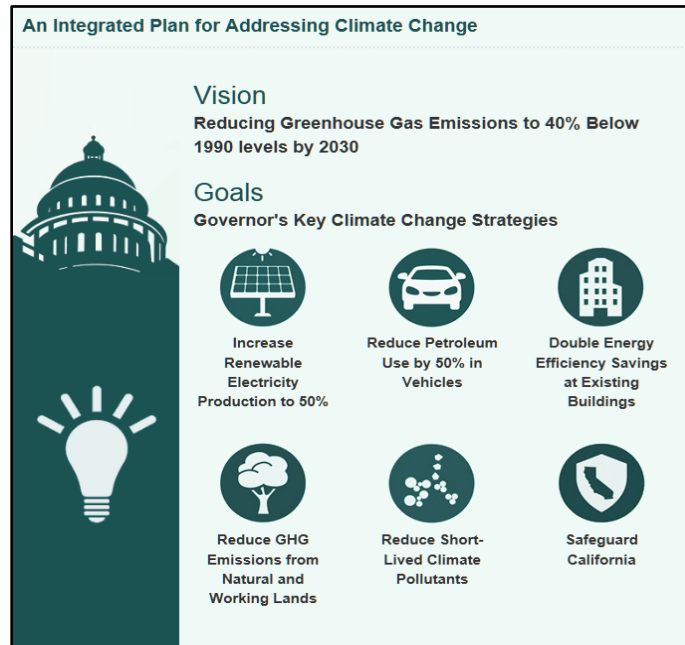 An Integrated Plan for Addressing Climate Change
Vision
Reducing Greenhouse Gas Emissions to 40% Below
1990 levels by 2030
Goals
Governor's Key Climate Change Strategies
Increase
Renewable
Electricity
Production to 50%
Reduce Petroleum
Use by 50% in
Vehicles
Double Energy
Efficiency Savings
at Existing
Buildings
Reduce GHG
Emissions from
Natural and
Working Lands
Reduce Short-
Lived Climate
Pollutants
Safeguard
California